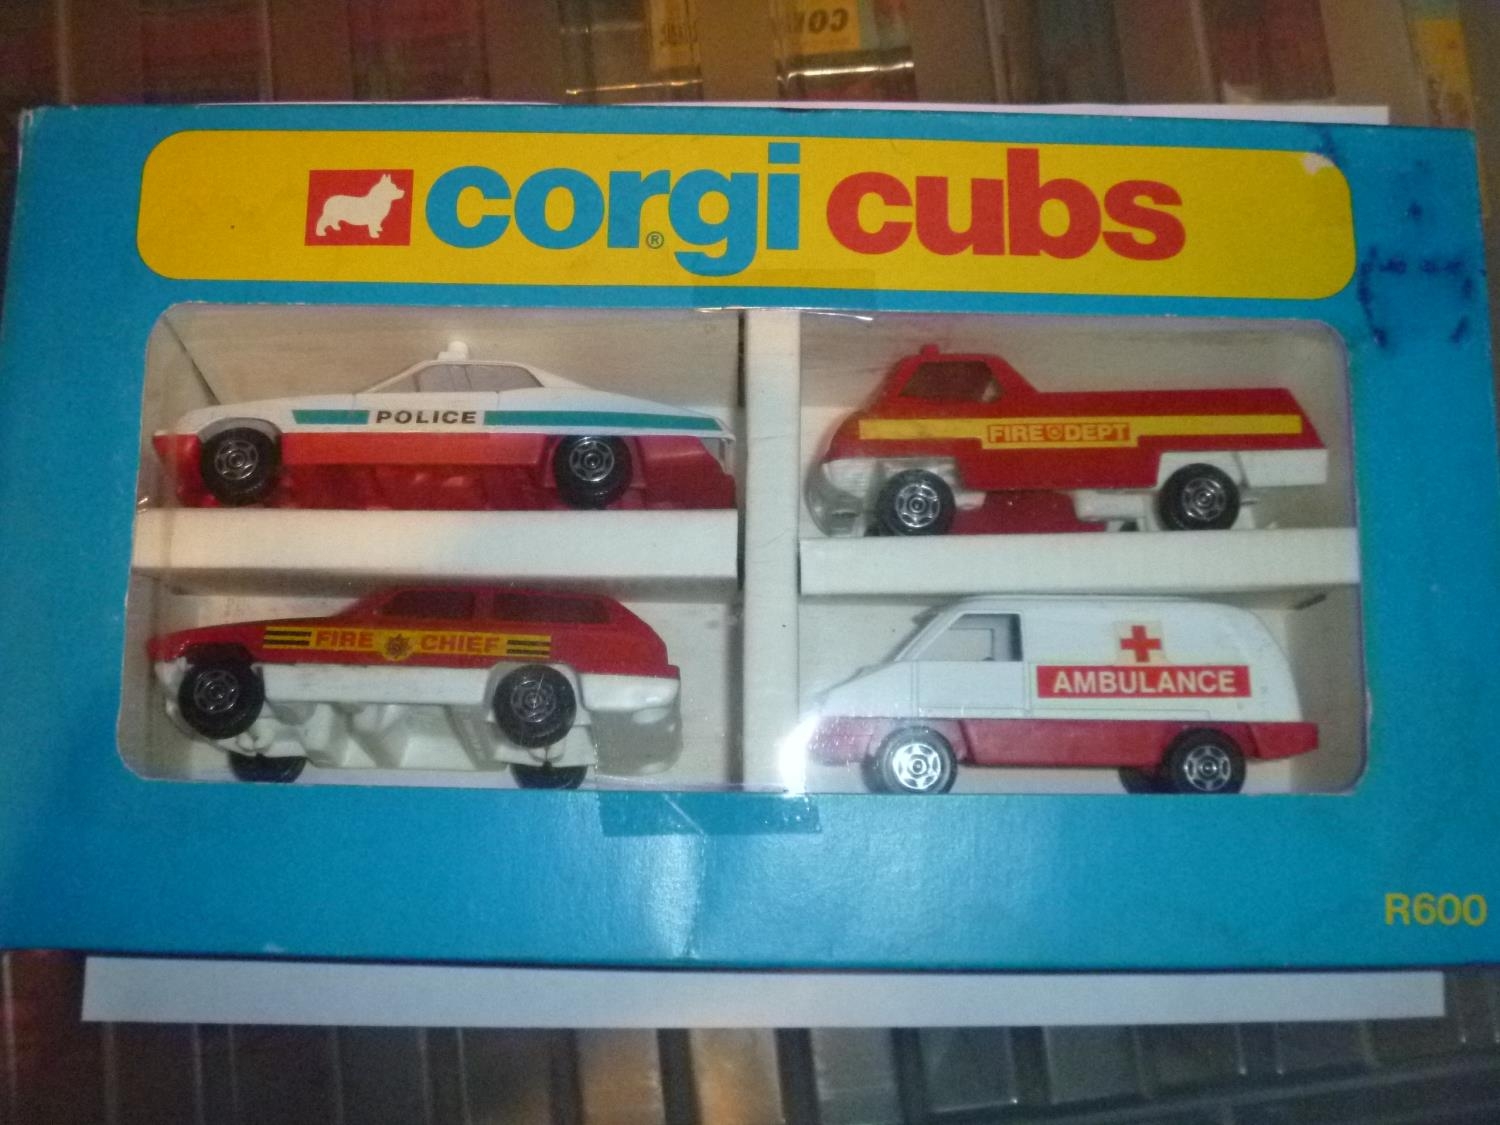 corgi® cubs
POLICE
FIRE DEPT
FIRE CHIEF
AMBULANCE
R600